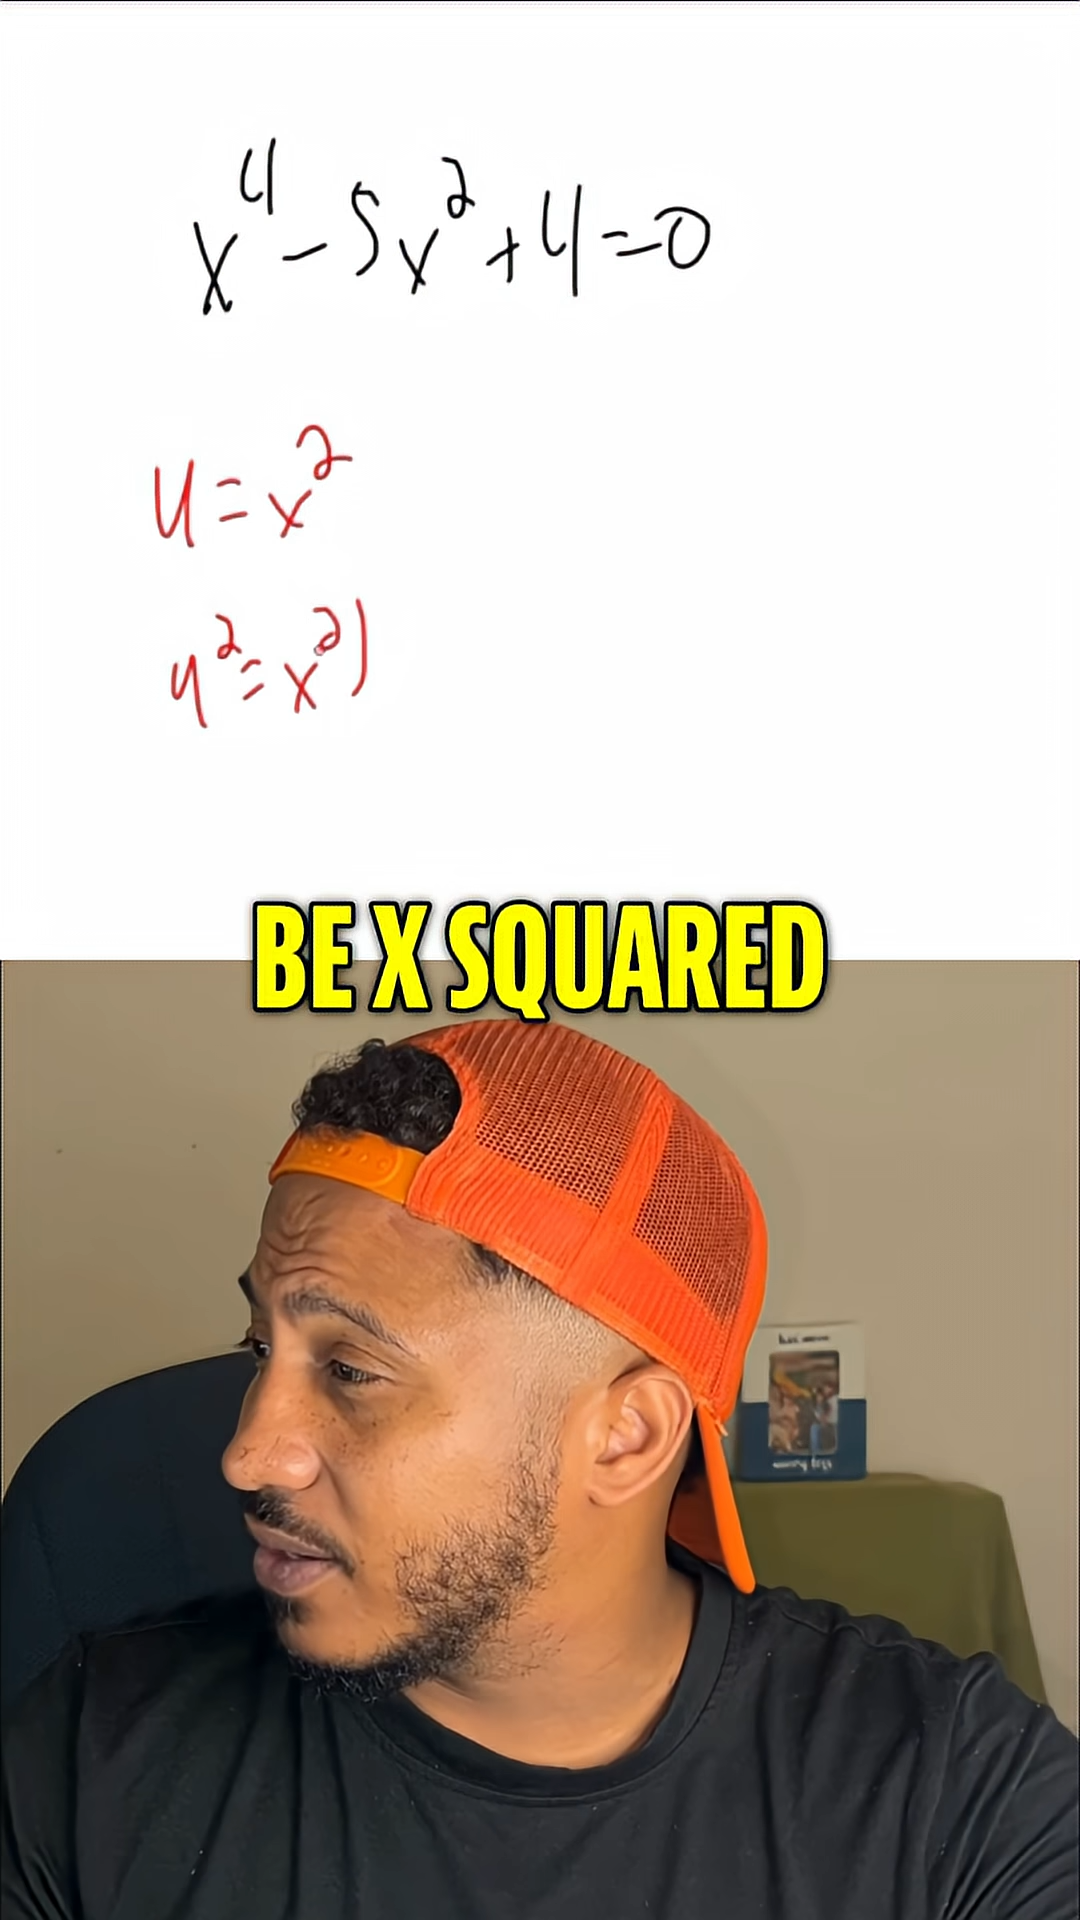 x⁴ - 5x² + 4 = 0
u = x²
u² = x²)
BE X SQUARED